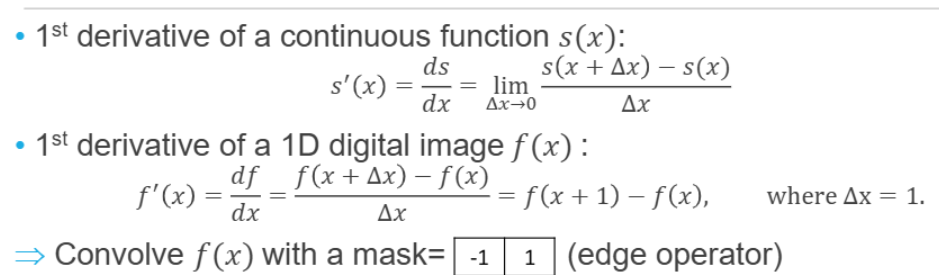 • 1st derivative of a continuous function s(x):
s′(x) = ds/dx = lim Δx→0 (s(x + Δx) − s(x))/Δx
• 1st derivative of a 1D digital image f(x) :
f′(x) = df/dx = (f(x + Δx) − f(x))/Δx = f(x + 1) − f(x), where Δx = 1.
⇒ Convolve f(x) with a mask= -1 1 (edge operator)